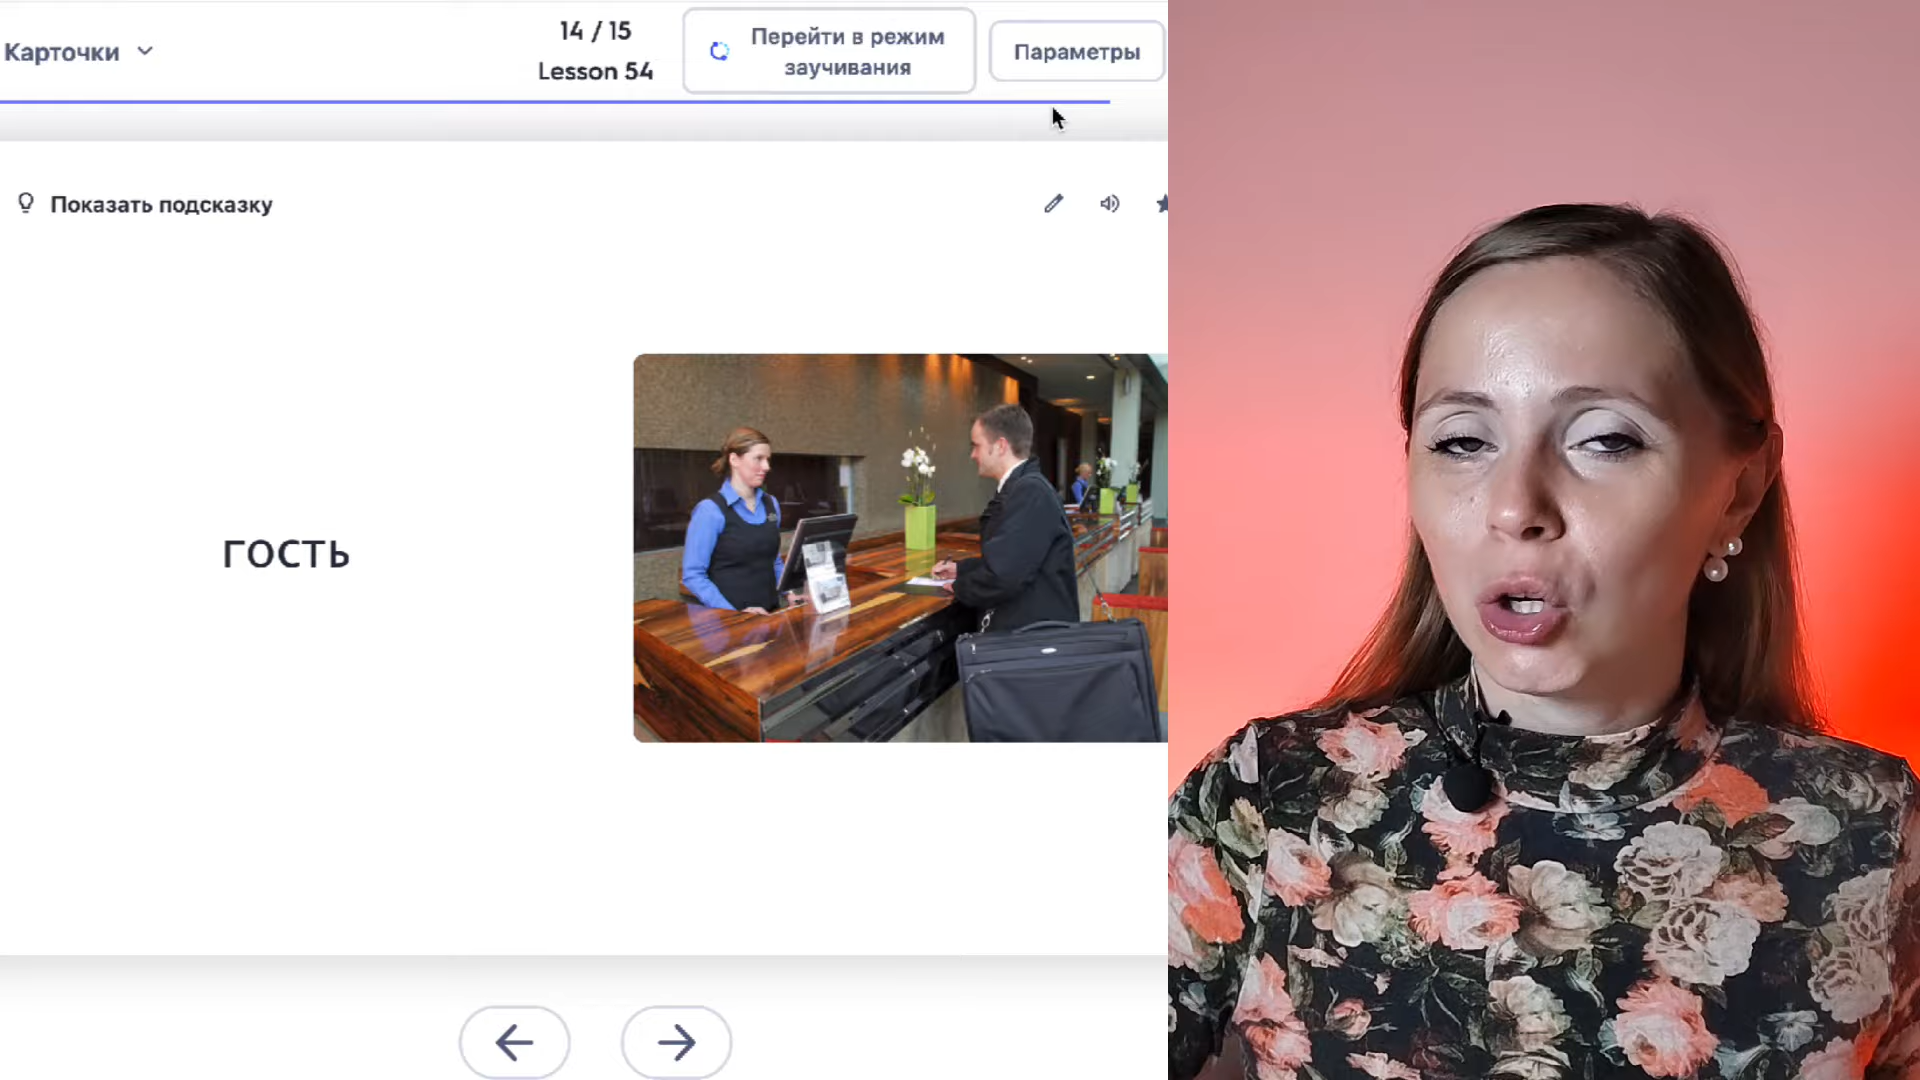 Карточки
14 / 15
Lesson 54
Перейти в режим
заучивания
Параметры
Показать подсказку
гость